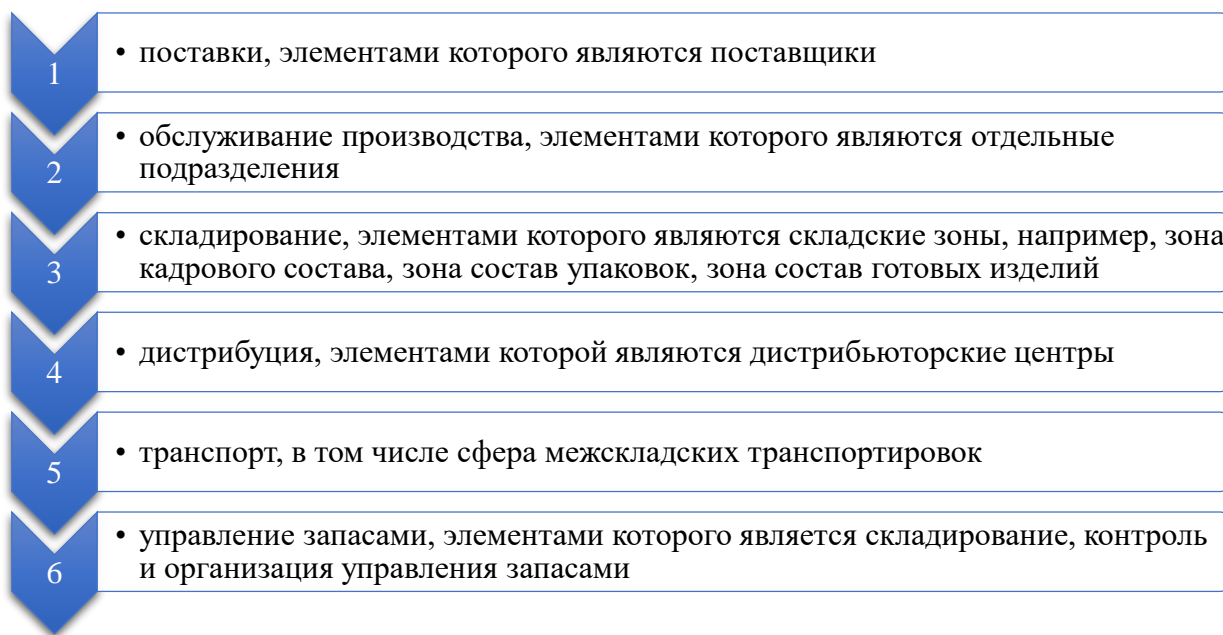 1
• поставки, элементами которого являются поставщики
2
• обслуживание производства, элементами которого являются отдельные
подразделения
3
• складирование, элементами которого являются складские зоны, например, зона
кадрового состава, зона состав упаковок, зона состав готовых изделий
4
• дистрибуция, элементами которой являются дистрибьюторские центры
5
• транспорт, в том числе сфера межскладских транспортировок
6
• управление запасами, элементами которого является складирование, контроль
и организация управления запасами